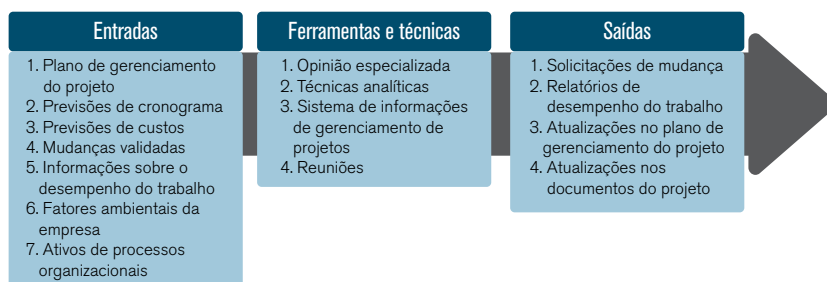 Entradas
1. Plano de gerenciamento
do projeto
2. Previsões de cronograma
3. Previsões de custos
4. Mudanças validadas
5. Informações sobre o
desempenho do trabalho
6. Fatores ambientais da
empresa
7. Ativos de processos
organizacionais
Ferramentas e técnicas
1. Opinião especializada
2. Técnicas analíticas
3. Sistema de informações
de gerenciamento de
projetos
4. Reuniões
Saídas
1. Solicitações de mudança
2. Relatórios de
desempenho do trabalho
3. Atualizações no plano de
gerenciamento do projeto
4. Atualizações nos
documentos do projeto